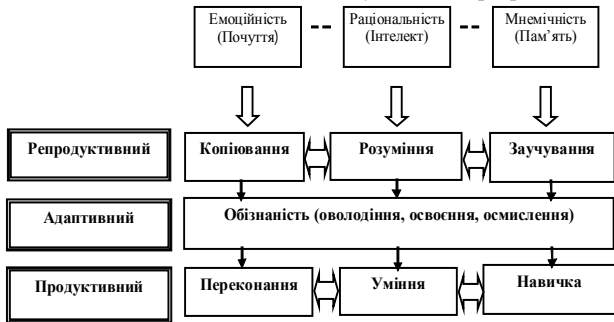 Емоційність Раціональність Мнемічність
(Почуття) (Інтелект) (Пам’ять)
Репродуктивний Копіювання Розуміння Заучування
Адаптивний Обізнаність (оволодіння, освоєння, осмислення)
Продуктивний Переконання Уміння Навичка